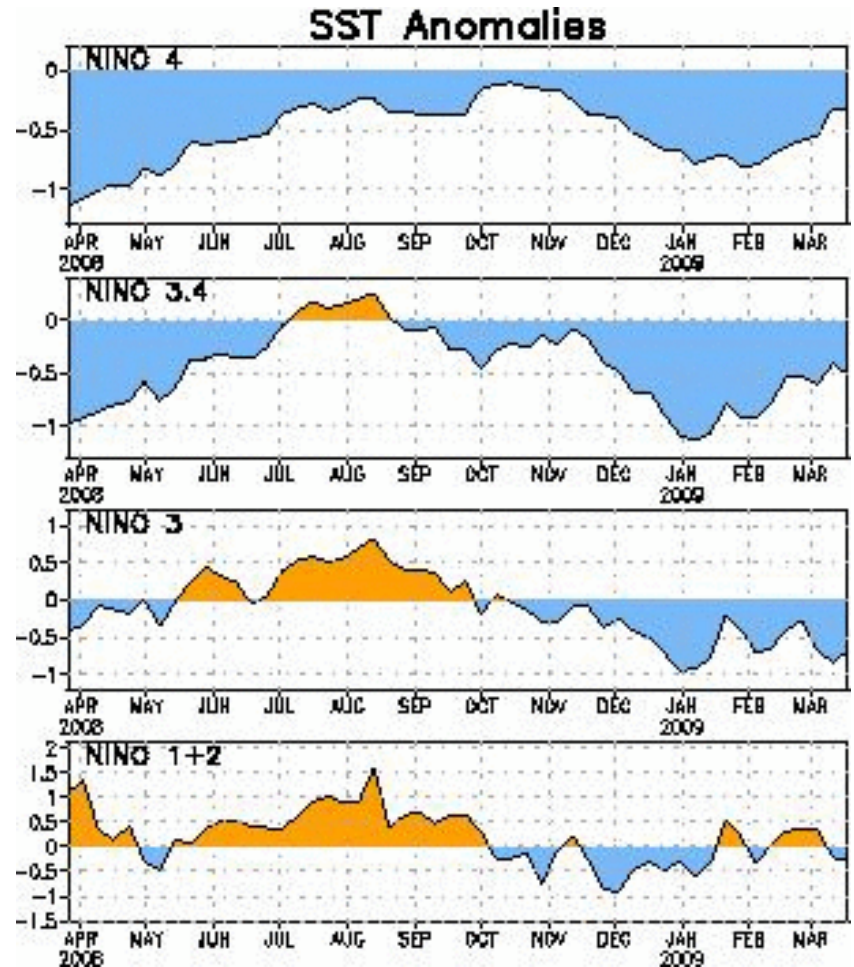 SST Anomalies
NINO 4
0
-0.5
-1
APR MAY JUN JUL AUG SEP OCT NOV DEC JAN FEB MAR
2008 2009
NINO 3.4
0
-0.5
-1
APR MAY JUN JUL AUG SEP OCT NOV DEC JAN FEB MAR
2008 2009
NINO 3
1
0.5
0
-0.5
-1
APR MAY JUN JUL AUG SEP OCT NOV DEC JAN FEB MAR
2008 2009
2
NINO 1+2
1.5
1
0.5
0
-0.5
-1
-1.5
APR MAY JUN JUL AUG SEP OCT NOV DEC JAN FEB MAR
2008 2009